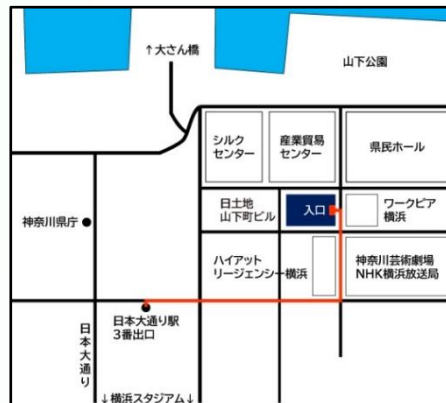 ↑大さん橋
山下公園
シルク
センター
産業貿易
センター
県民ホール
日土地
山下町ビル
入口
ワークピア
横浜
神奈川県庁
ハイアット
リージェンシー横浜
神奈川芸術劇場
NHK横浜放送局
日本大通り駅
3番出口
日本大通り
↓横浜スタジアム↓